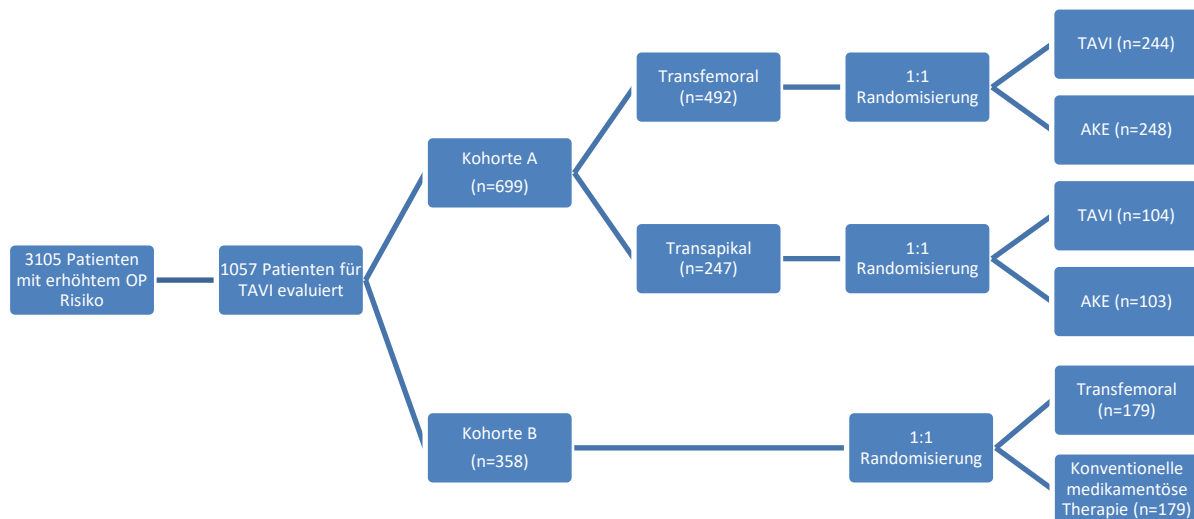 3105 Patienten
mit erhöhtem OP
Risiko
1057 Patienten für
TAVI evaluiert
Kohorte A
(n=699)
Transfemoral
(n=492)
1:1
Randomisierung
TAVI (n=244)
AKE (n=248)
Transapikal
(n=247)
1:1
Randomisierung
TAVI (n=104)
AKE (n=103)
Kohorte B
(n=358)
1:1
Randomisierung
Transfemoral
(n=179)
Konventionelle
medikamentöse
Therapie (n=179)